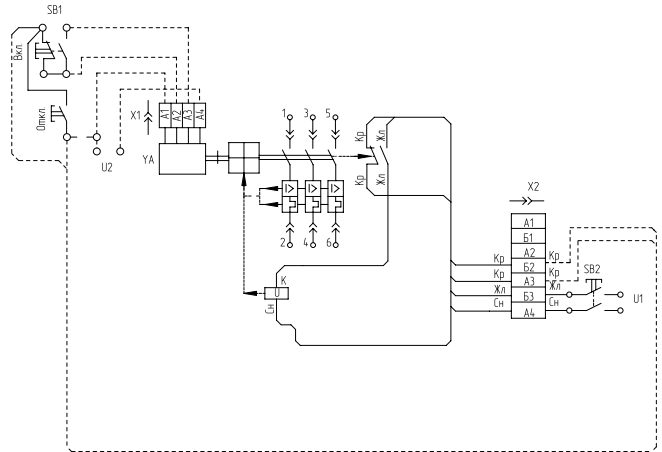 SB1
Вкл.
Откл.
X1
А1
А2
А3
А4
U2
YA
1 3 5
I> I> I>
2 4 6
Кр Жл
Кр Жл
К
U
Сн
X2
А1
Б1
А2
Кр Б2 Кр
Кр А3 Кр
Жл Б3 Жл
Сн А4 Сн
SB2
U1